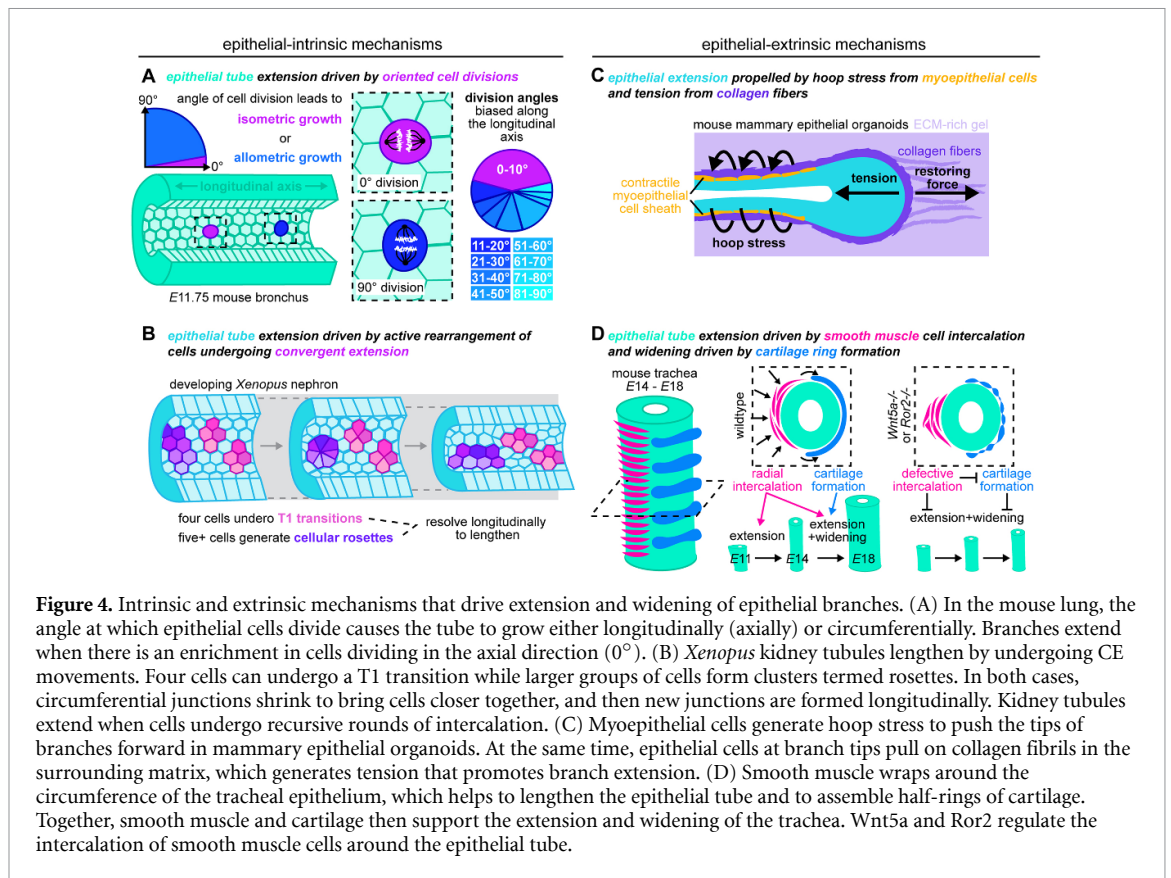 epithelial-intrinsic mechanisms
epithelial-extrinsic mechanisms
A epithelial tube extension driven by oriented cell divisions
90°
0°
angle of cell division leads to
isometric growth
or
allometric growth
longitudinal axis
E11.75 mouse bronchus
0° division
90° division
division angles
biased along
the longitudinal
axis
0-10°
11-20° 51-60°
21-30° 61-70°
31-40° 71-80°
41-50° 81-90°
B epithelial tube extension driven by active rearrangement of
cells undergoing convergent extension
developing Xenopus nephron
four cells undero T1 transitions
five+ cells generate cellular rosettes
resolve longitudinally
to lengthen
C epithelial extension propelled by hoop stress from myoepithelial cells
and tension from collagen fibers
mouse mammary epithelial organoids ECM-rich gel
collagen fibers
contractile
myoepithelial
cell sheath
tension
restoring
force
hoop stress
D epithelial tube extension driven by smooth muscle cell intercalation
and widening driven by cartilage ring formation
mouse trachea
E14 - E18
wildtype
radial
intercalation
cartilage
formation
extension
extension
+widening
E11
E14
E18
Wnt5a-/-
or Ror2-/-
defective
intercalation
cartilage
formation
extension+widening
Figure 4. Intrinsic and extrinsic mechanisms that drive extension and widening of epithelial branches. (A) In the mouse lung, the
angle at which epithelial cells divide causes the tube to grow either longitudinally (axially) or circumferentially. Branches extend
when there is an enrichment in cells dividing in the axial direction (0°). (B) Xenopus kidney tubules lengthen by undergoing CE
movements. Four cells can undergo a T1 transition while larger groups of cells form clusters termed rosettes. In both cases,
circumferential junctions shrink to bring cells closer together, and then new junctions are formed longitudinally. Kidney tubules
extend when cells undergo recursive rounds of intercalation. (C) Myoepithelial cells generate hoop stress to push the tips of
branches forward in mammary epithelial organoids. At the same time, epithelial cells at branch tips pull on collagen fibrils in the
surrounding matrix, which generates tension that promotes branch extension. (D) Smooth muscle wraps around the
circumference of the tracheal epithelium, which helps to lengthen the epithelial tube and to assemble half-rings of cartilage.
Together, smooth muscle and cartilage then support the extension and widening of the trachea. Wnt5a and Ror2 regulate the
intercalation of smooth muscle cells around the epithelial tube.